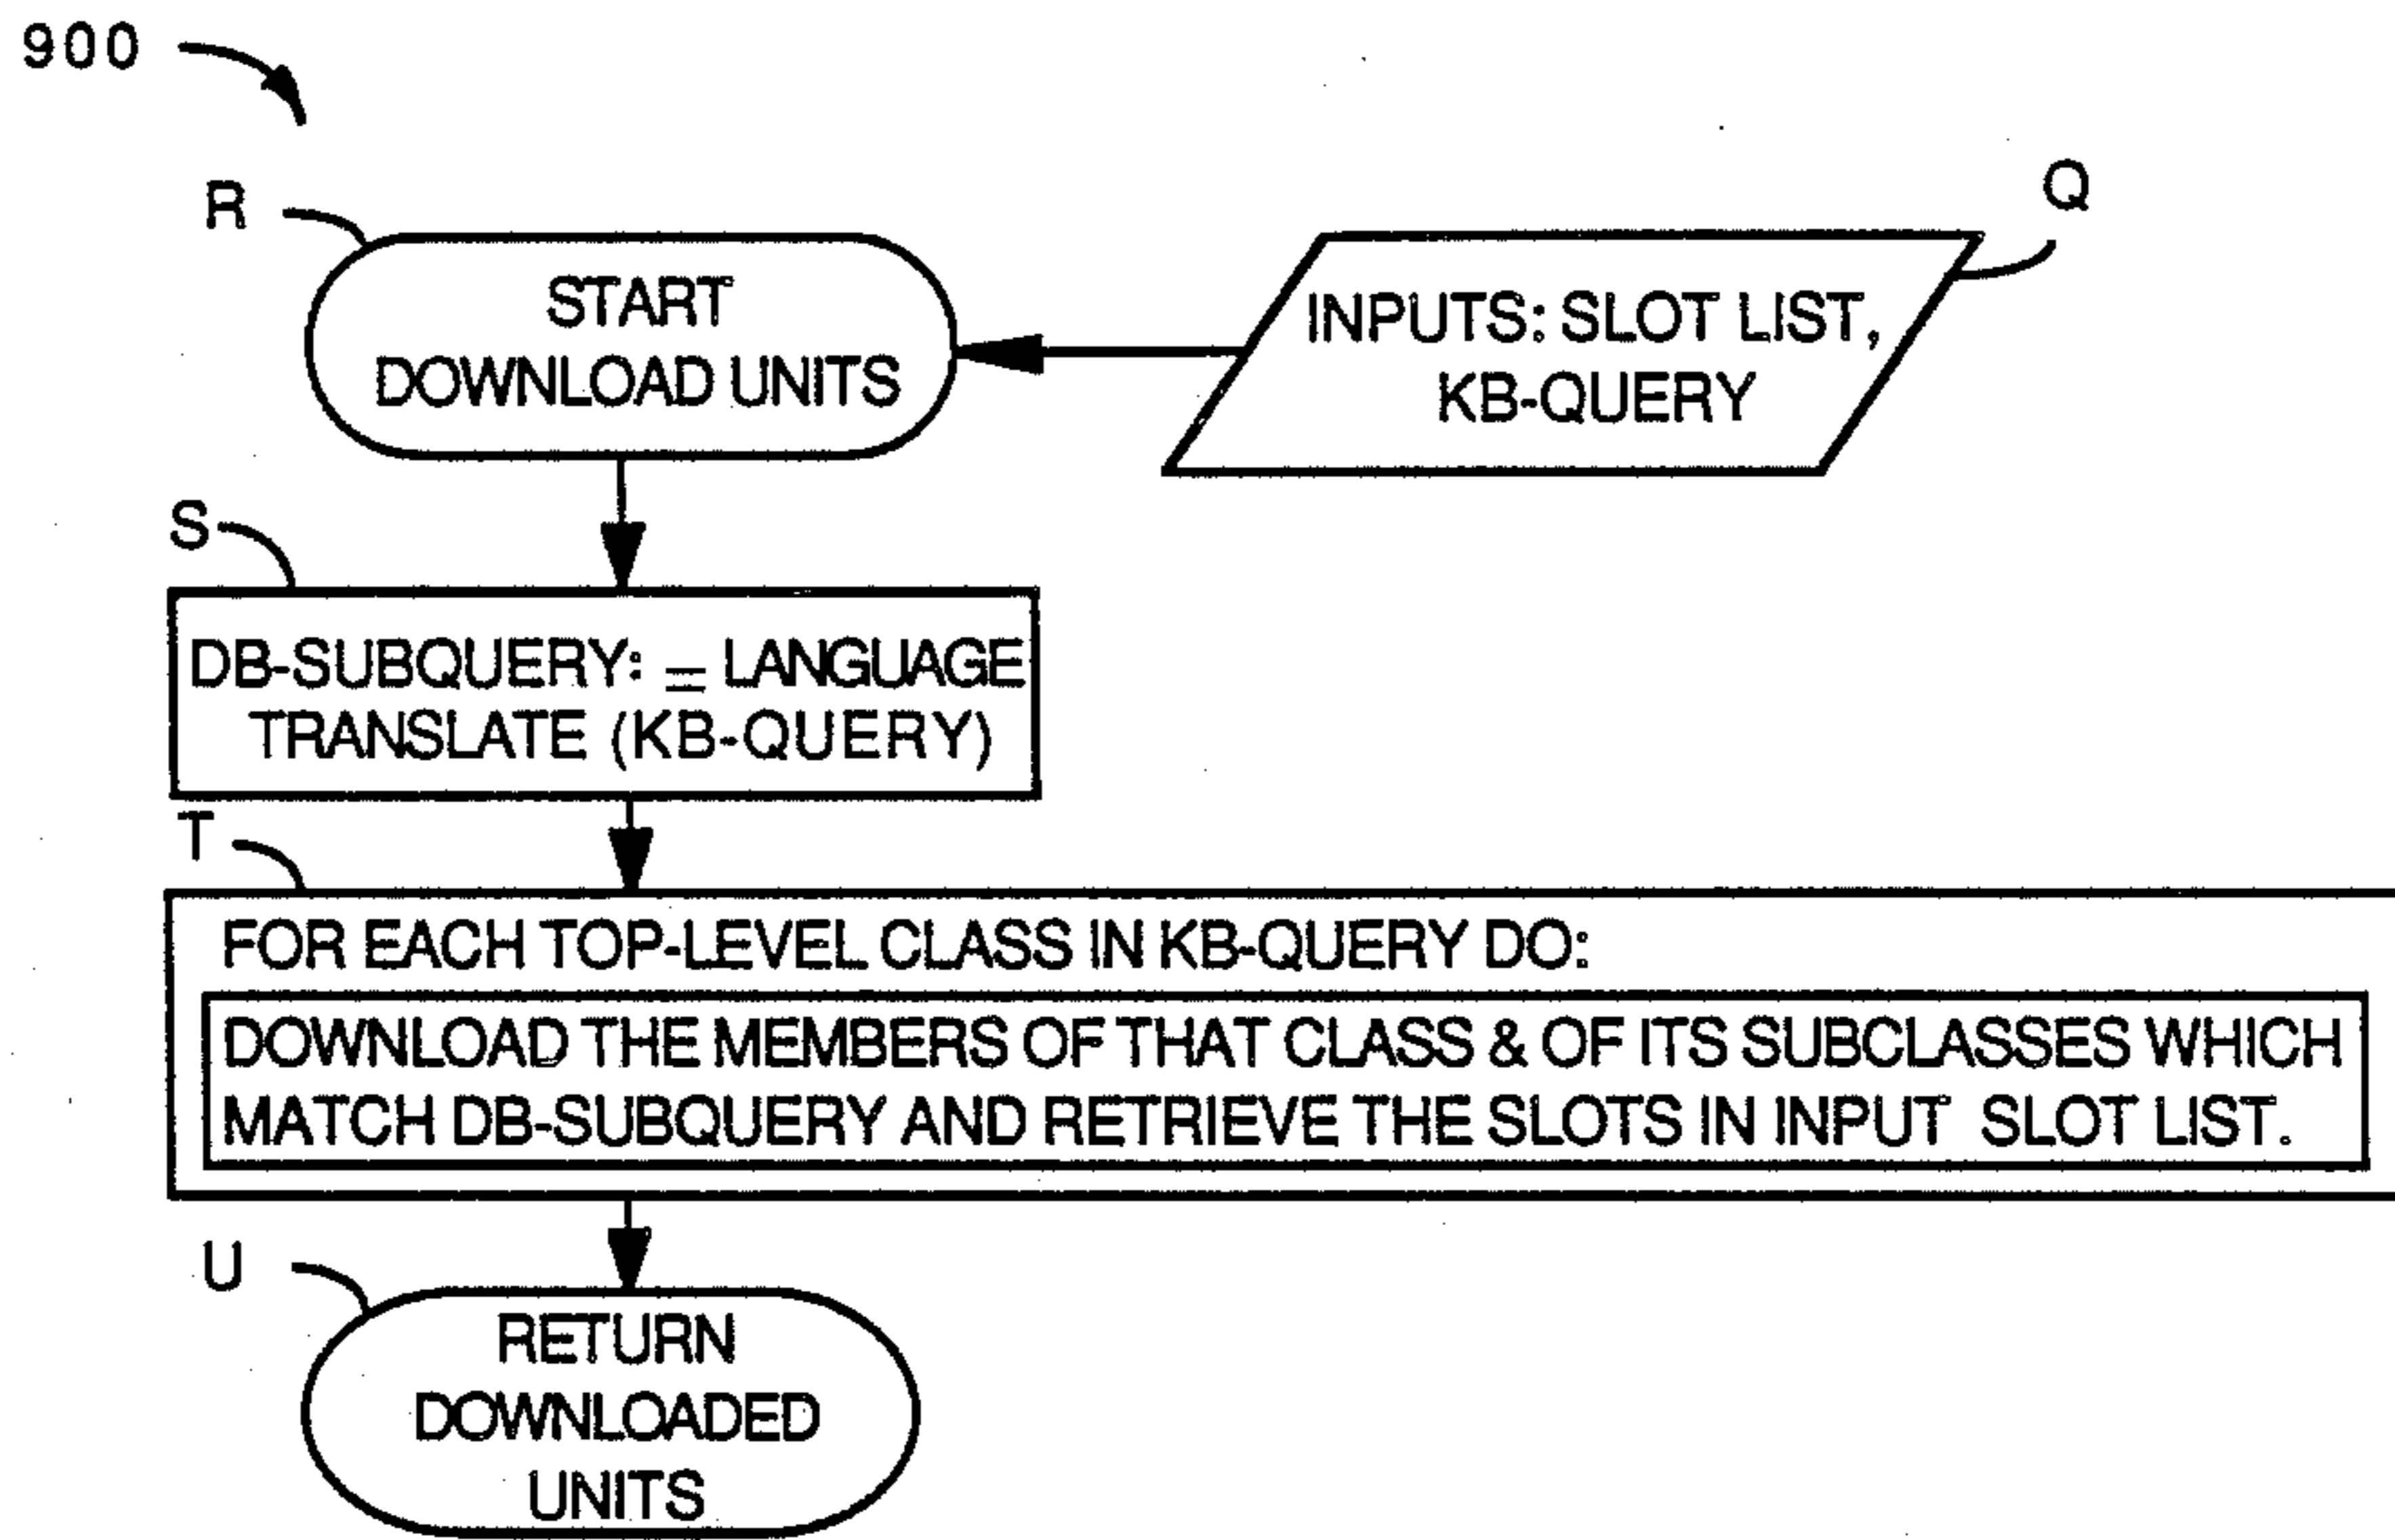 900
R
START
DOWNLOAD UNITS
Q
INPUTS: SLOT LIST,
KB-QUERY
S
DB-SUBQUERY: = LANGUAGE
TRANSLATE (KB-QUERY)
T
FOR EACH TOP-LEVEL CLASS IN KB-QUERY DO:
DOWNLOAD THE MEMBERS OF THAT CLASS & OF ITS SUBCLASSES WHICH
MATCH DB-SUBQUERY AND RETRIEVE THE SLOTS IN INPUT SLOT LIST.
U
RETURN
DOWNLOADED
UNITS